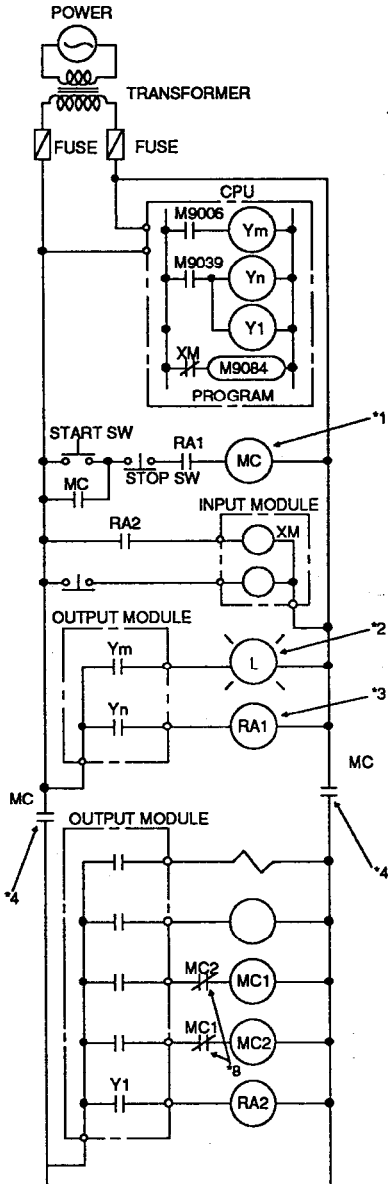 POWER
TRANSFORMER
FUSE FUSE
CPU
M9006
Ym
M9039
Yn
Y1
XM
M9084
PROGRAM
START SW
RA1
MC
*1
STOP SW
MC
INPUT MODULE
RA2
XM
OUTPUT MODULE
*2
Ym
L
*3
Yn
RA1
MC
MC
OUTPUT MODULE
*4
*4
MC2
MC1
MC1
MC2
*8
Y1
RA2